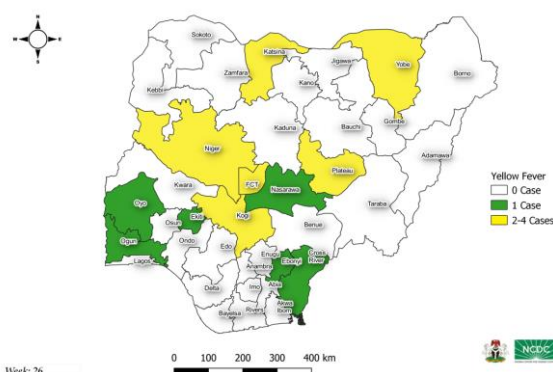 N
W E
S
Sokoto
Katsina
Yobe
Jigawa
Zamfara
Borno
Kano
Kebbi
Gombe
Kaduna
Bauchi
Niger
Adamawa
Plateau
FCT
Nasarawa
Kwara
Taraba
Oyo
Kogi
Ekiti
Osun
Benue
Ogun
Ondo
Edo
Lagos
Enugu
Cross
River
Anambra
Ebonyi
Delta
Imo
Abia
Akwa
Ibom
Bayelsa
Rivers
Yellow Fever
0 Case
1 Case
2-4 Cases
NCDC
Week: 26
0 100 200 300 400 km